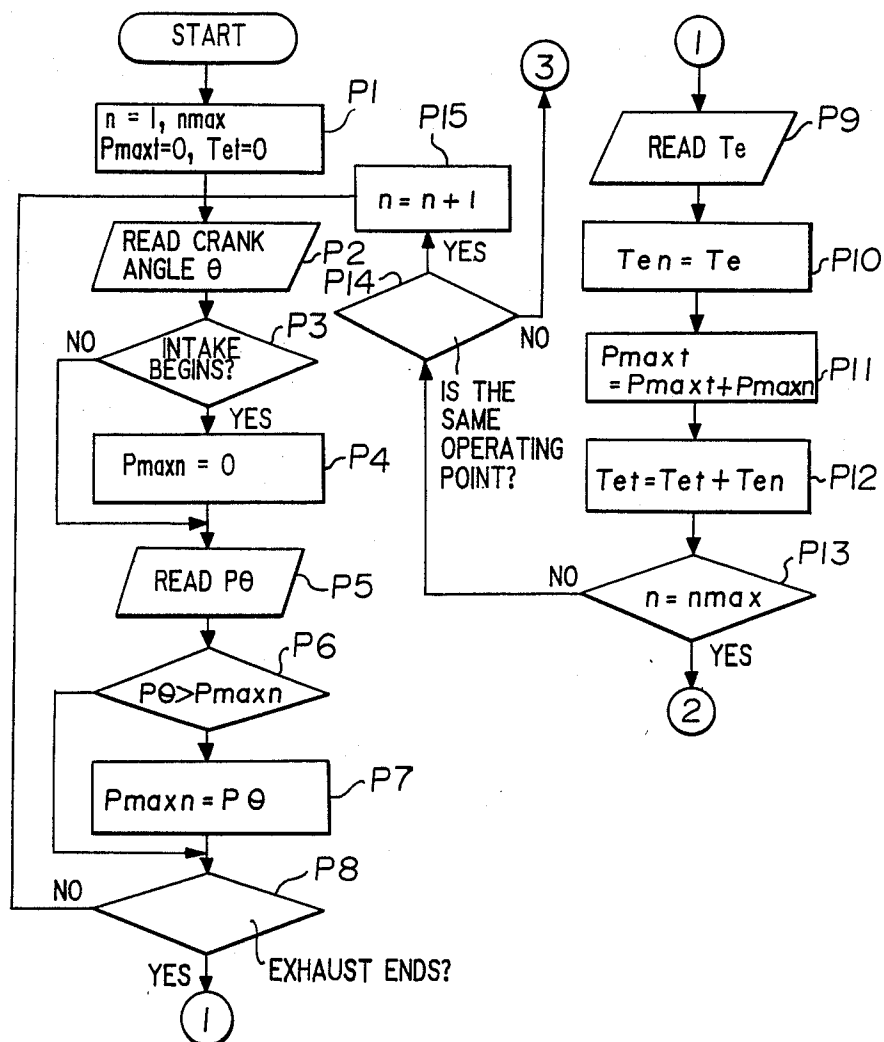 START
P1
n = 1, nmax
Pmaxt=0, Tet=0
READ CRANK
ANGLE θ
P2
P3
INTAKE
BEGINS?
NO
YES
Pmaxn = 0
P4
READ Pθ
P5
P6
Pθ>Pmaxn
Pmaxn = Pθ
P7
P8
NO
EXHAUST ENDS?
YES
1
3
P15
n = n + 1
YES
P14
NO
IS THE
SAME
OPERATING
POINT?
1
READ Te
P9
Ten = Te
P10
Pmaxt
= Pmaxt+Pmaxn
P11
Tet=Tet + Ten
P12
P13
NO
n = nmax
YES
2